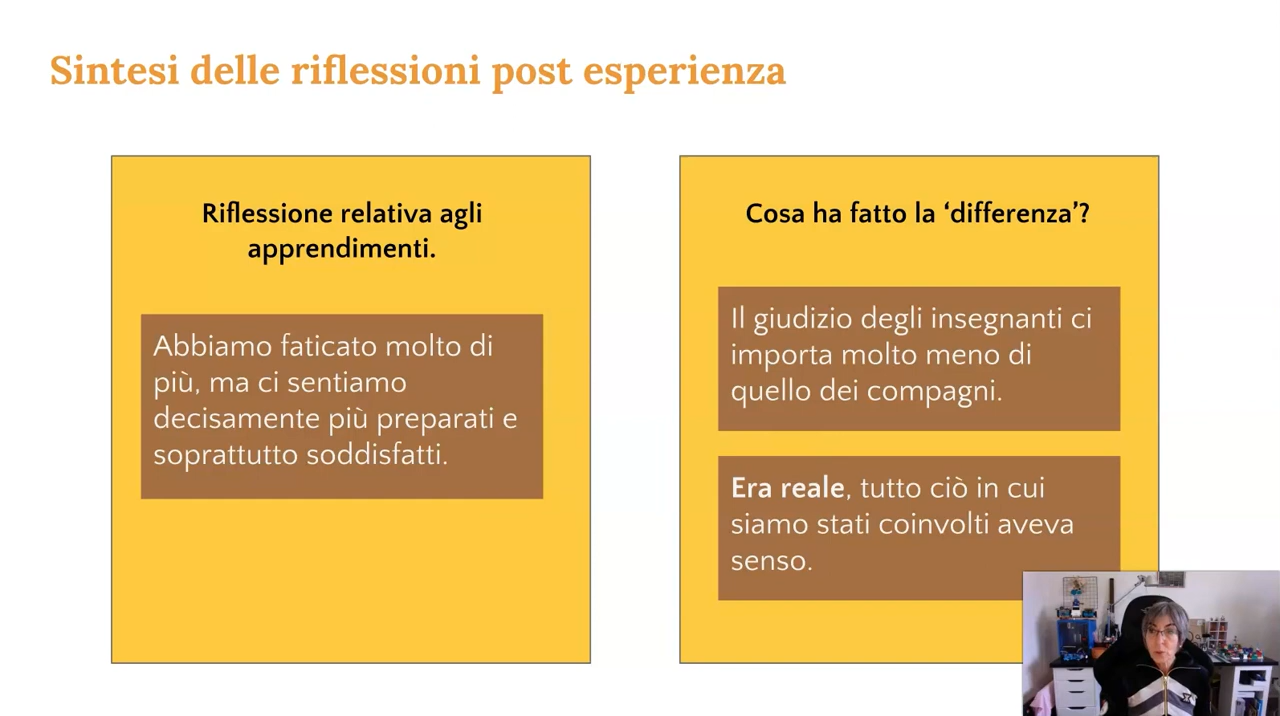 Sintesi delle riflessioni post esperienza
Riflessione relativa agli
apprendimenti.
Abbiamo faticato molto di
più, ma ci sentiamo
decisamente più preparati e
soprattutto soddisfatti.
Cosa ha fatto la ‘differenza’?
Il giudizio degli insegnanti ci
importa molto meno di
quello dei compagni.
Era reale, tutto ciò in cui
siamo stati coinvolti aveva
senso.